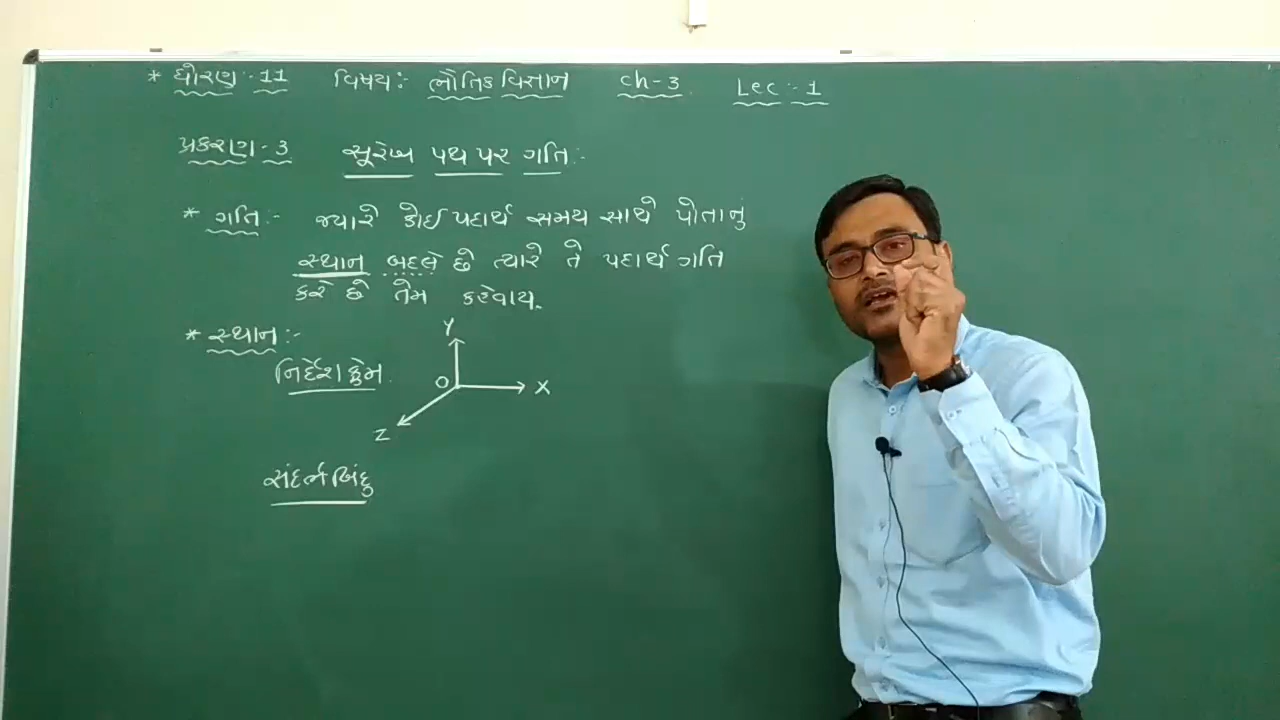 * ધોરણ :- 11 વિષય :- ભૌતિક વિજ્ઞાન ch-3 Lec :- 1
પ્રકરણ - 3 સુરેખ પથ પર ગતિ :-
* ગતિ :- જ્યારે કોઈ પદાર્થ સમય સાથે પોતાનું
સ્થાન બદલે છે ત્યારે તે પદાર્થ ગતિ
કરે છે તેમ કહેવાય.
* સ્થાન :-
Y
નિર્દેશ ફ્રેમ.
O X
Z
સંદર્ભબિંદુ